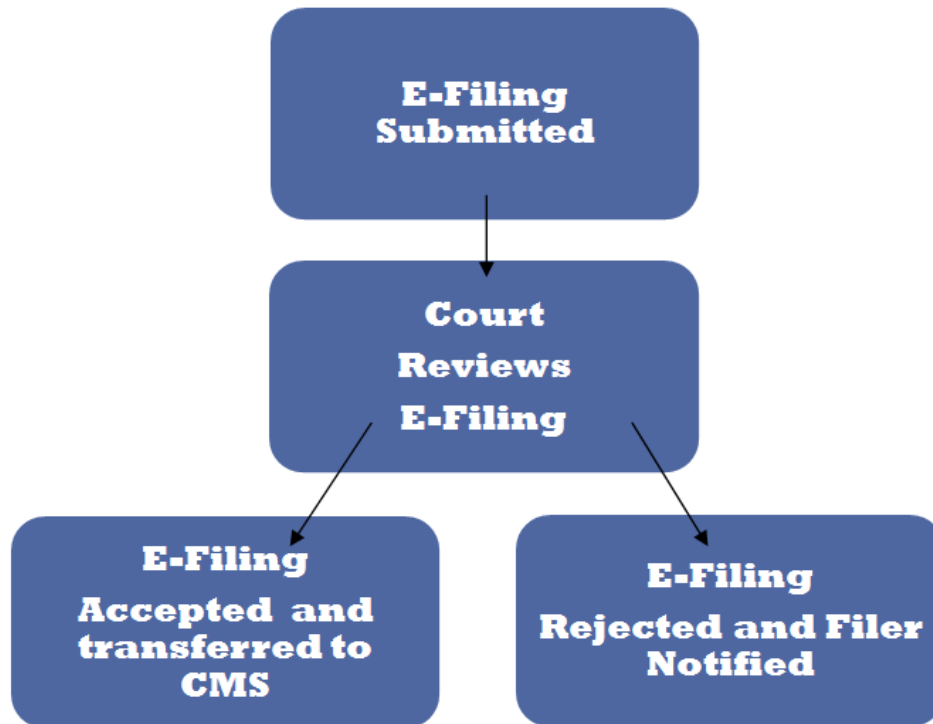 E-Filing
Submitted
Court
Reviews
E-Filing
E-Filing
Accepted and
transferred to
CMS
E-Filing
Rejected and Filer
Notified